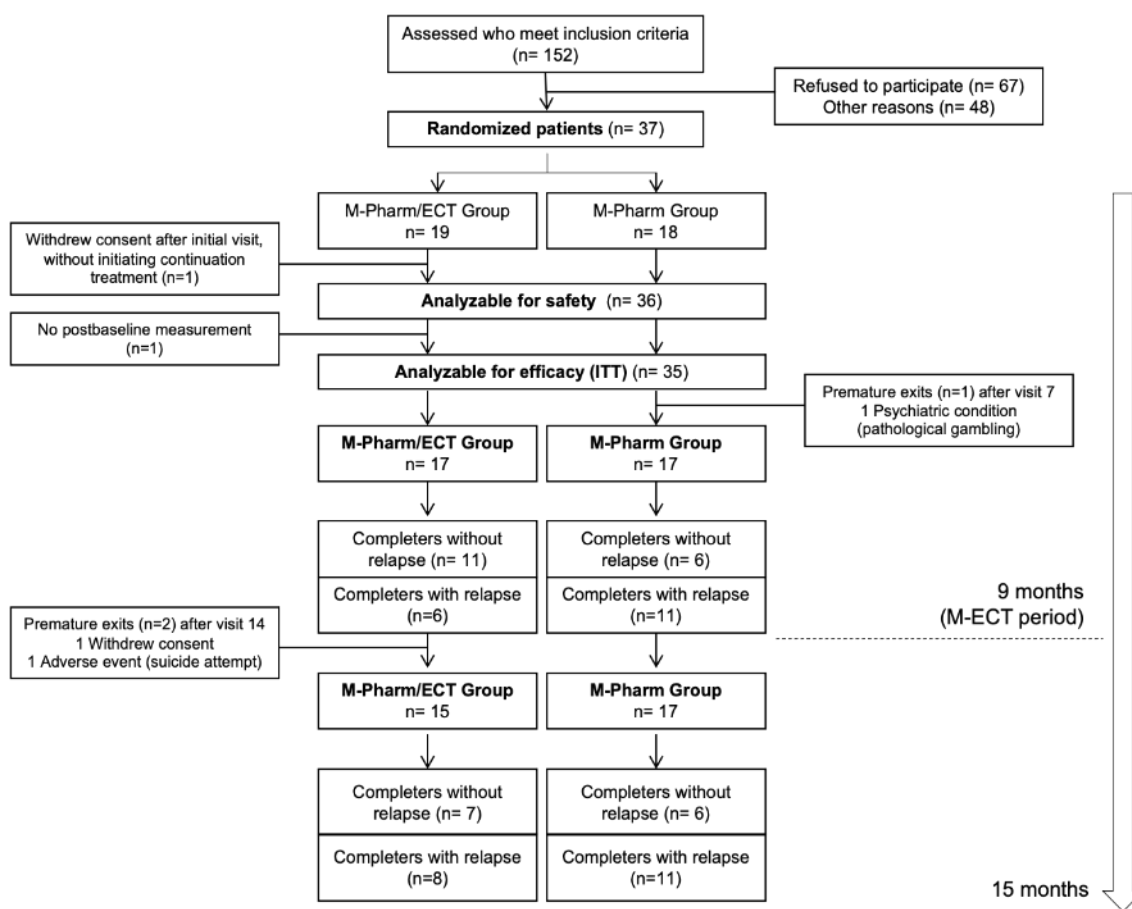 Assessed who meet inclusion criteria
(n= 152)
Refused to participate (n= 67)
Other reasons (n= 48)
Randomized patients (n= 37)
M-Pharm/ECT Group
n= 19
M-Pharm Group
n= 18
Withdrew consent after initial visit,
without initiating continuation
treatment (n=1)
Analyzable for safety (n= 36)
No postbaseline measurement
(n=1)
Analyzable for efficacy (ITT) (n= 35)
Premature exits (n=1) after visit 7
1 Psychiatric condition
(pathological gambling)
M-Pharm/ECT Group
n= 17
M-Pharm Group
n= 17
Completers without
relapse (n= 11)
Completers without
relapse (n= 6)
Completers with relapse
(n=6)
Completers with relapse
(n=11)
9 months
(M-ECT period)
Premature exits (n=2) after visit 14
1 Withdrew consent
1 Adverse event (suicide attempt)
M-Pharm/ECT Group
n= 15
M-Pharm Group
n= 17
Completers without
relapse (n= 7)
Completers without
relapse (n= 6)
Completers with relapse
(n=8)
Completers with relapse
(n=11)
15 months